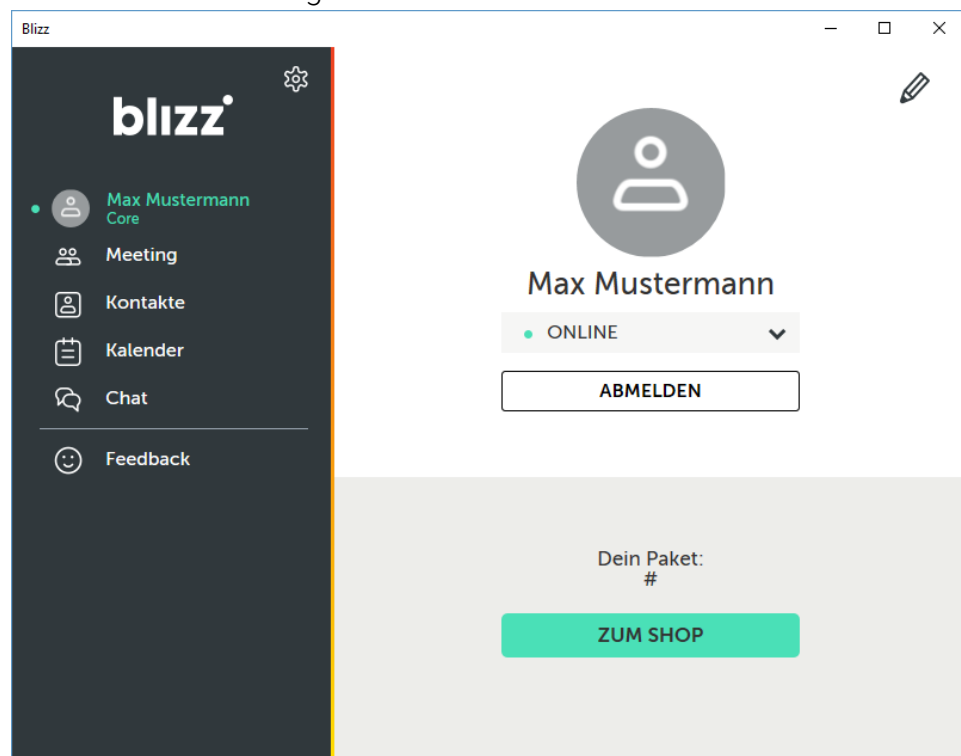 Blizz
blizz
Max Mustermann
Core
Meeting
Kontakte
Kalender
Chat
Feedback
Max Mustermann
ONLINE
ABMELDEN
Dein Paket:
#
ZUM SHOP